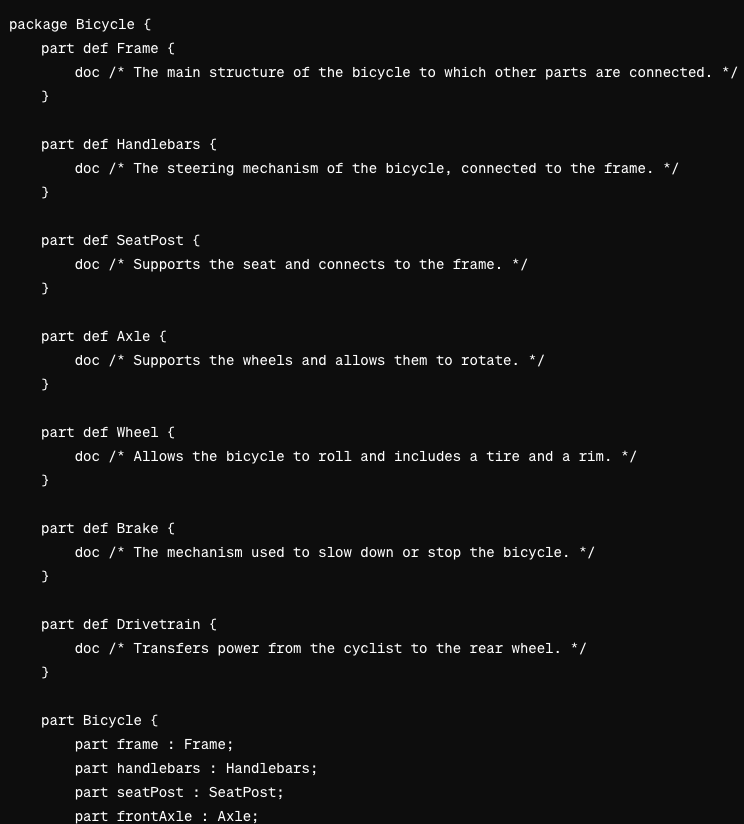 package Bicycle {
    part def Frame {
        doc /* The main structure of the bicycle to which other parts are connected. */
    }

    part def Handlebars {
        doc /* The steering mechanism of the bicycle, connected to the frame. */
    }

    part def SeatPost {
        doc /* Supports the seat and connects to the frame. */
    }

    part def Axle {
        doc /* Supports the wheels and allows them to rotate. */
    }

    part def Wheel {
        doc /* Allows the bicycle to roll and includes a tire and a rim. */
    }

    part def Brake {
        doc /* The mechanism used to slow down or stop the bicycle. */
    }

    part def Drivetrain {
        doc /* Transfers power from the cyclist to the rear wheel. */
    }

    part Bicycle {
        part frame : Frame;
        part handlebars : Handlebars;
        part seatPost : SeatPost;
        part frontAxle : Axle;